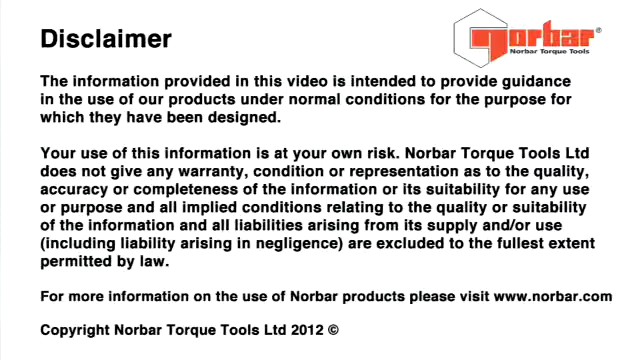 Disclaimer
norbar®
Norbar Torque Tools
The information provided in this video is intended to provide guidance
in the use of our products under normal conditions for the purpose for
which they have been designed.
Your use of this information is at your own risk. Norbar Torque Tools Ltd
does not give any warranty, condition or representation as to the quality,
accuracy or completeness of the information or its suitability for any use
or purpose and all implied conditions relating to the quality or suitability
of the information and all liabilities arising from its supply and/or use
(including liability arising in negligence) are excluded to the fullest extent
permitted by law.
For more information on the use of Norbar products please visit www.norbar.com
Copyright Norbar Torque Tools Ltd 2012 ©